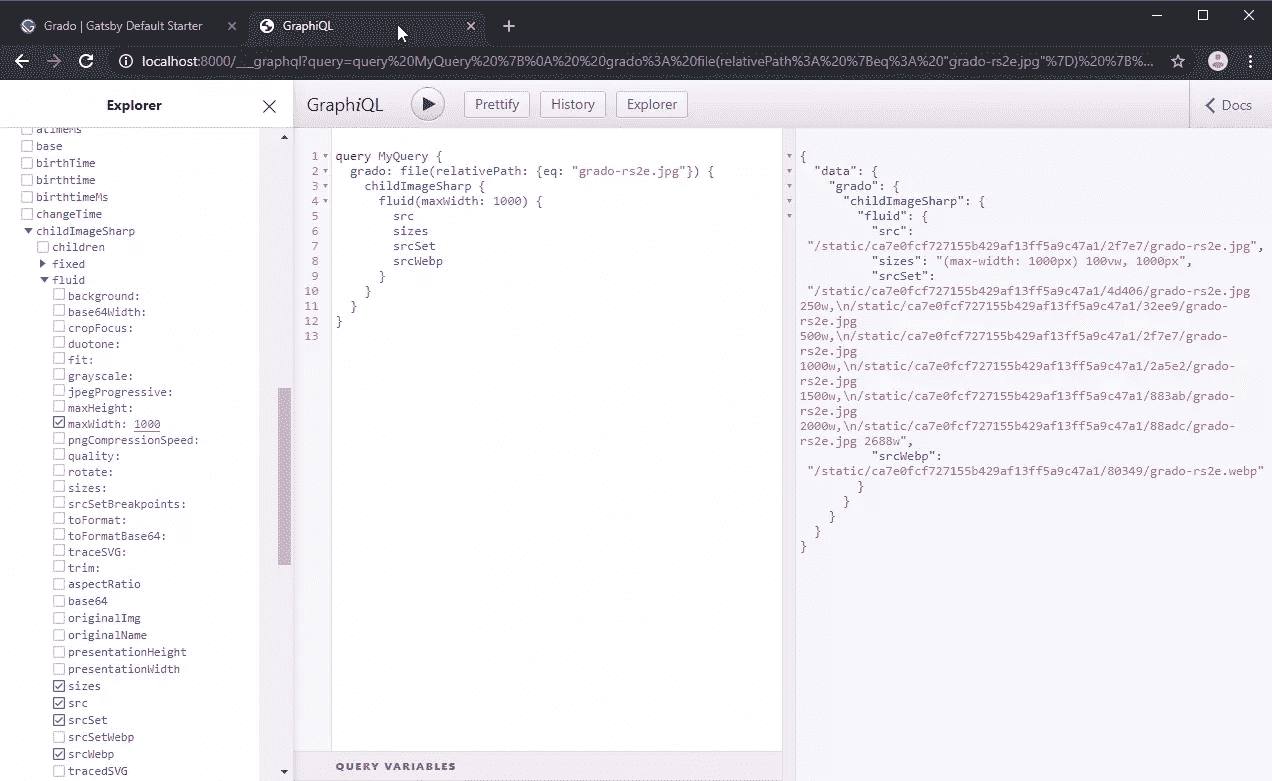 Grado | Gatsby Default Starter
GraphiQL
localhost:8000/___graphql?query=query%20MyQuery%20%7B%0A%20%20grado%3A%20file(relativePath%3A%20%7Beq%3A%20"grado-rs2e.jpg"%7D)%20%7B%...
Explorer
GraphiQL
Prettify
History
Explorer
Docs
atimeMs
base
birthTime
birthtime
birthtimeMs
changeTime
childImageSharp
children
fixed
fluid
background:
base64Width:
cropFocus:
duotone:
fit:
grayscale:
jpegProgressive:
maxHeight:
maxWidth: 1000
pngCompressionSpeed:
quality:
rotate:
sizes:
srcSetBreakpoints:
toFormat:
toFormatBase64:
traceSVG:
trim:
aspectRatio
base64
originalImg
originalName
presentationHeight
presentationWidth
sizes
src
srcSet
srcSetWebp
srcWebp
tracedSVG
1 query MyQuery {
2 grado: file(relativePath: {eq: "grado-rs2e.jpg"}) {
3 childImageSharp {
4 fluid(maxWidth: 1000) {
5 src
6 sizes
7 srcSet
8 srcWebp
9 }
10 }
11 }
12 }
13
QUERY VARIABLES
{
"data": {
"grado": {
"childImageSharp": {
"fluid": {
"src":
"/static/ca7e0fcf727155b429af13ff5a9c47a1/2f7e7/grado-rs2e.jpg",
"sizes": "(max-width: 1000px) 100vw, 1000px",
"srcSet":
"/static/ca7e0fcf727155b429af13ff5a9c47a1/4d406/grado-rs2e.jpg
250w,\n/static/ca7e0fcf727155b429af13ff5a9c47a1/32ee9/grado-
rs2e.jpg
500w,\n/static/ca7e0fcf727155b429af13ff5a9c47a1/2f7e7/grado-
rs2e.jpg
1000w,\n/static/ca7e0fcf727155b429af13ff5a9c47a1/2a5e2/grado-
rs2e.jpg
1500w,\n/static/ca7e0fcf727155b429af13ff5a9c47a1/883ab/grado-
rs2e.jpg
2000w,\n/static/ca7e0fcf727155b429af13ff5a9c47a1/88adc/grado-
rs2e.jpg 2688w",
"srcWebp":
"/static/ca7e0fcf727155b429af13ff5a9c47a1/80349/grado-rs2e.webp"
}
}
}
}
}